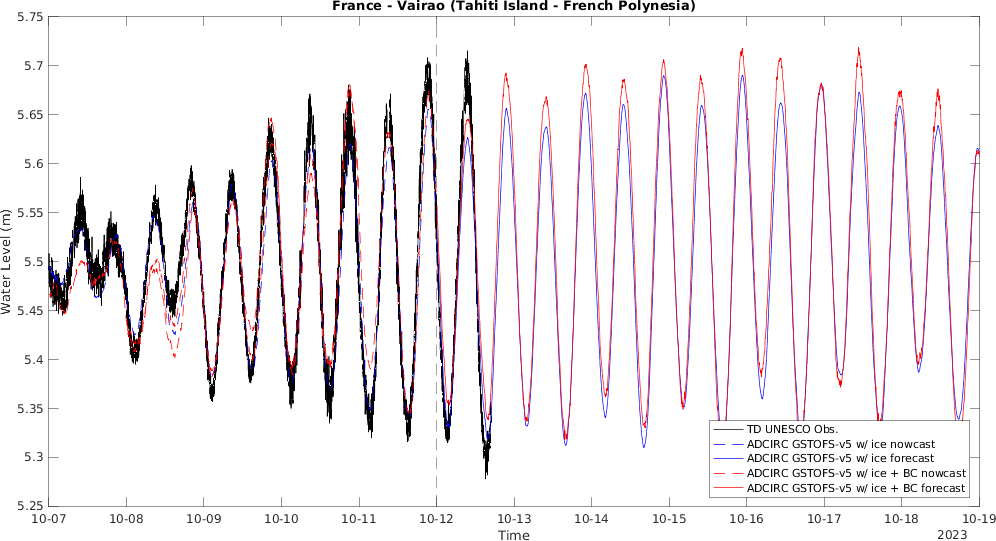 France - Vairao (Tahiti Island - French Polynesia)
5.75
5.7
5.65
5.6
5.55
5.5
5.45
5.4
5.35
5.3
5.25
Water Level (m)
TD UNESCO Obs.
ADCIRC GSTOFS-v5 w/ ice nowcast
ADCIRC GSTOFS-v5 w/ ice forecast
ADCIRC GSTOFS-v5 w/ ice + BC nowcast
ADCIRC GSTOFS-v5 w/ ice + BC forecast
10-07 10-08 10-09 10-10 10-11 10-12 10-13 10-14 10-15 10-16 10-17 10-18 10-19
Time
2023